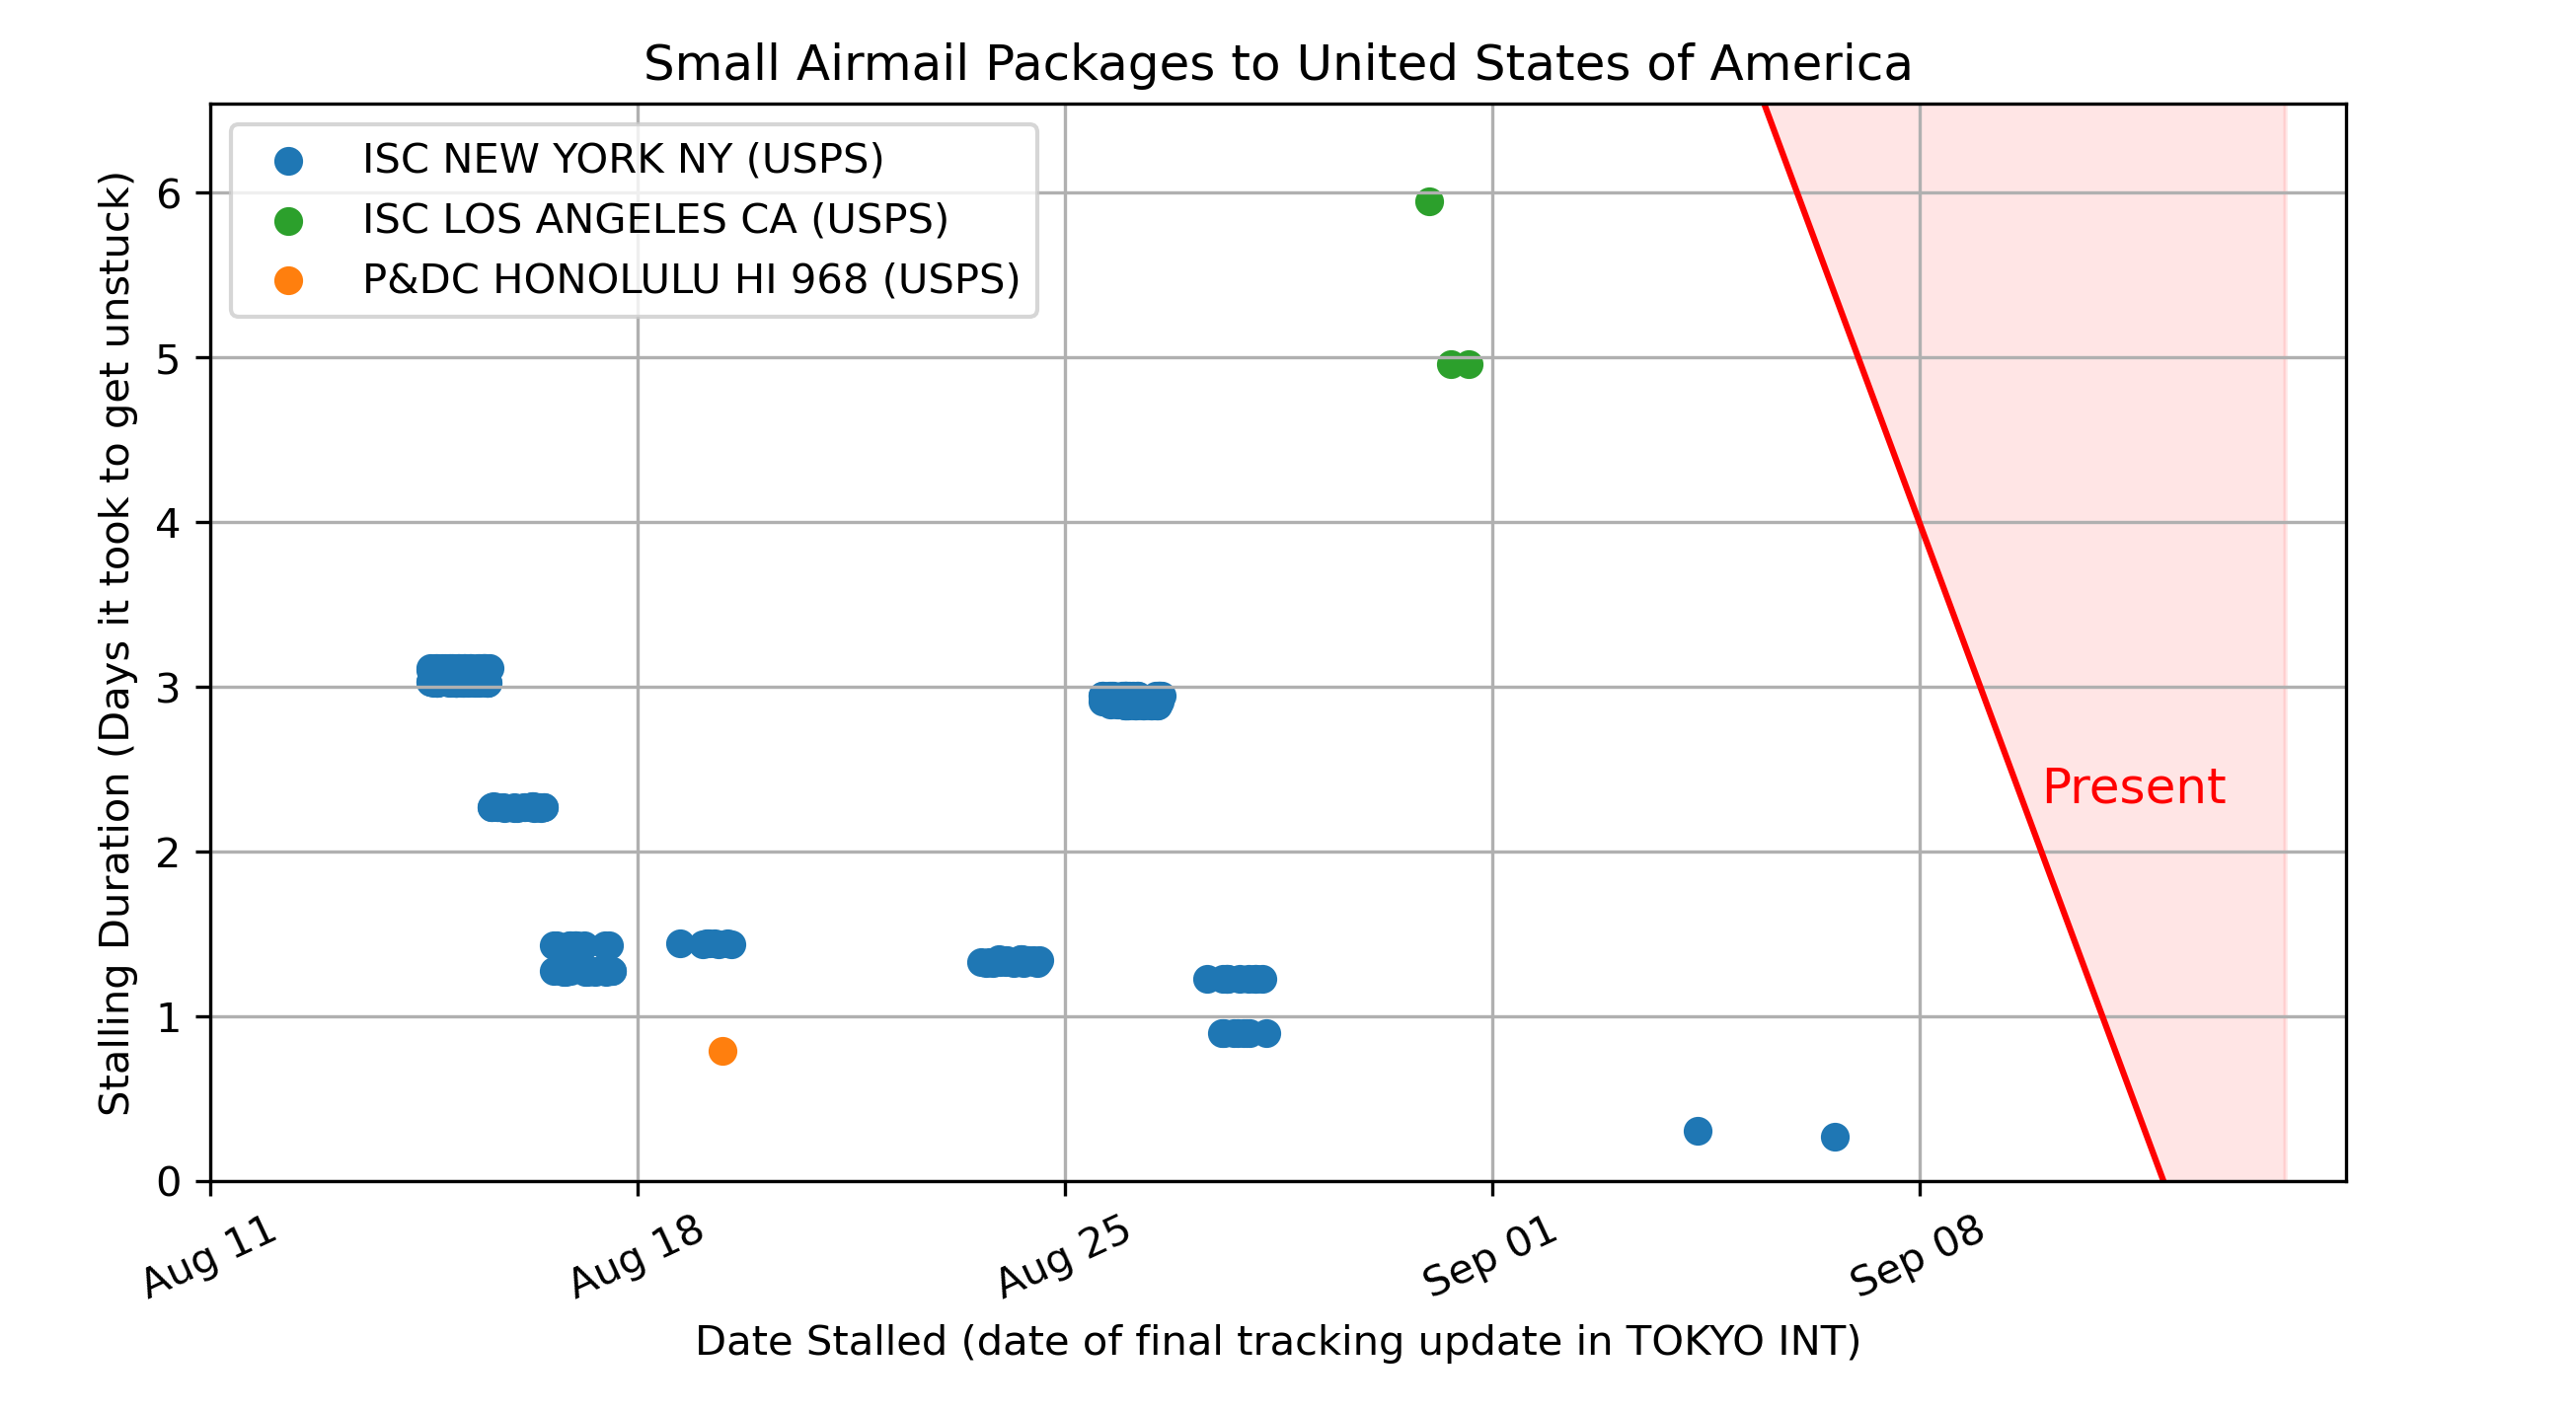 Small Airmail Packages to United States of America
ISC NEW YORK NY (USPS)
ISC LOS ANGELES CA (USPS)
P&DC HONOLULU HI 968 (USPS)
Stalling Duration (Days it took to get unstuck)
6
5
4
3
2
1
0
Present
Aug 11
Aug 18
Aug 25
Sep 01
Sep 08
Date Stalled (date of final tracking update in TOKYO INT)